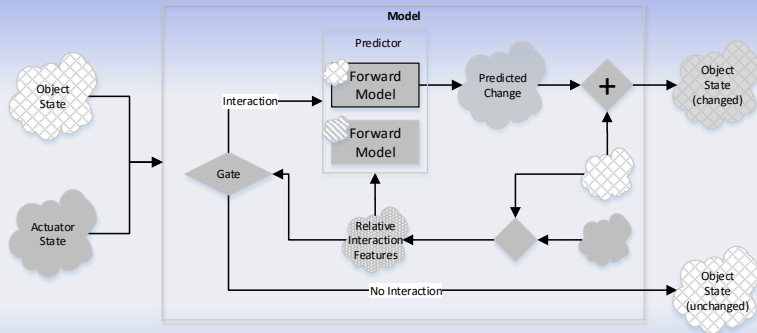 Model
Predictor
Object
State
Forward
Model
Predicted
Change
+
Object
State
(changed)
Interaction
Forward
Model
Gate
Actuator
State
Relative
Interaction
Features
No Interaction
Object
State
(unchanged)